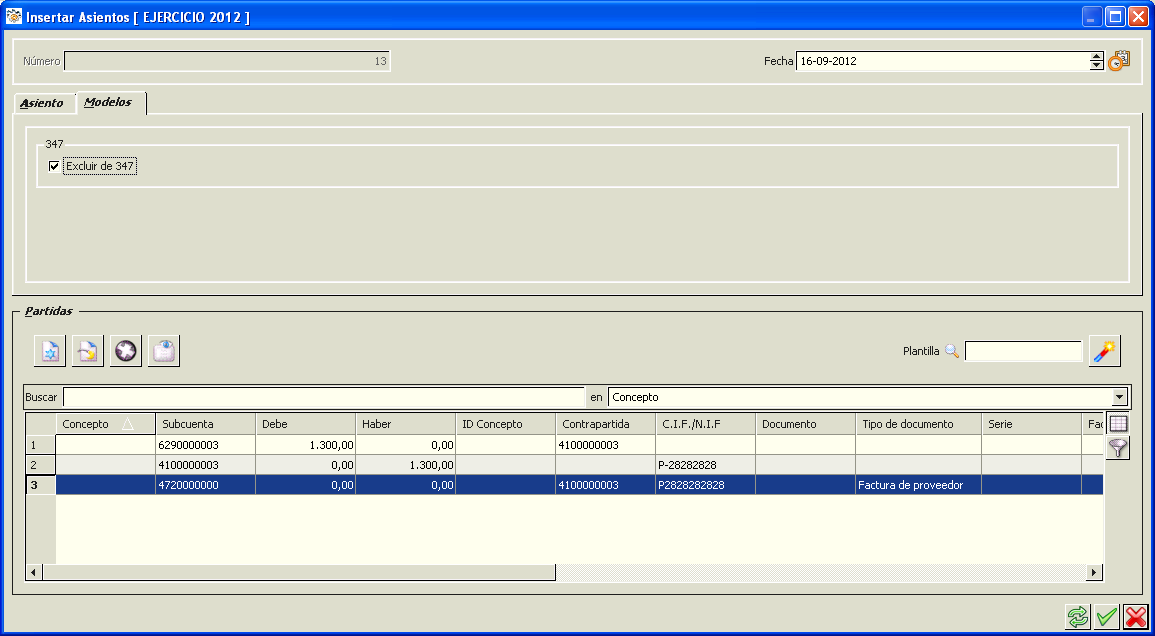 Insertar Asientos [ EJERCICIO 2012 ]
Número 13 Fecha 16-09-2012
Asiento Modelos
347
Excluir de 347
Partidas
Plantilla
Buscar en Concepto
Concepto Subcuenta Debe Haber ID Concepto Contrapartida C.I.F./N.I.F Documento Tipo de documento Serie Fac
1 6290000003 1.300,00 0,00 4100000003
2 4100000003 0,00 1.300,00 P-28282828
3 4720000000 0,00 0,00 4100000003 P2828282828 Factura de proveedor